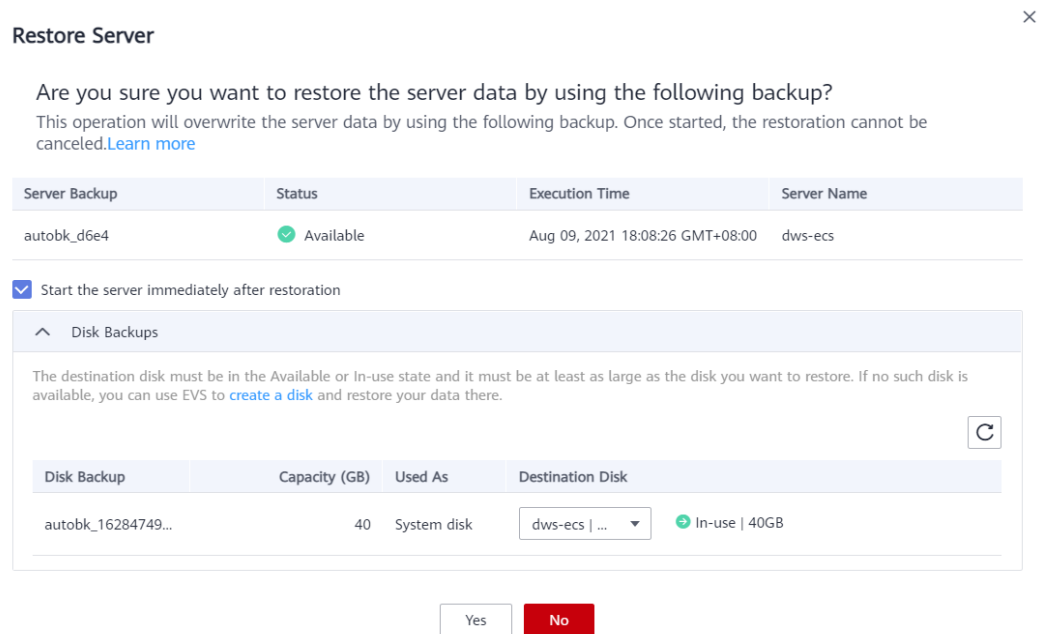 Restore Server
Are you sure you want to restore the server data by using the following backup?
This operation will overwrite the server data by using the following backup. Once started, the restoration cannot be
canceled.Learn more
Server Backup Status Execution Time Server Name
autobk_d6e4 Available Aug 09, 2021 18:08:26 GMT+08:00 dws-ecs
Start the server immediately after restoration
Disk Backups
The destination disk must be in the Available or In-use state and it must be at least as large as the disk you want to restore. If no such disk is
available, you can use EVS to create a disk and restore your data there.
Disk Backup Capacity (GB) Used As Destination Disk
autobk_16284749... 40 System disk dws-ecs | ... In-use | 40GB
Yes No